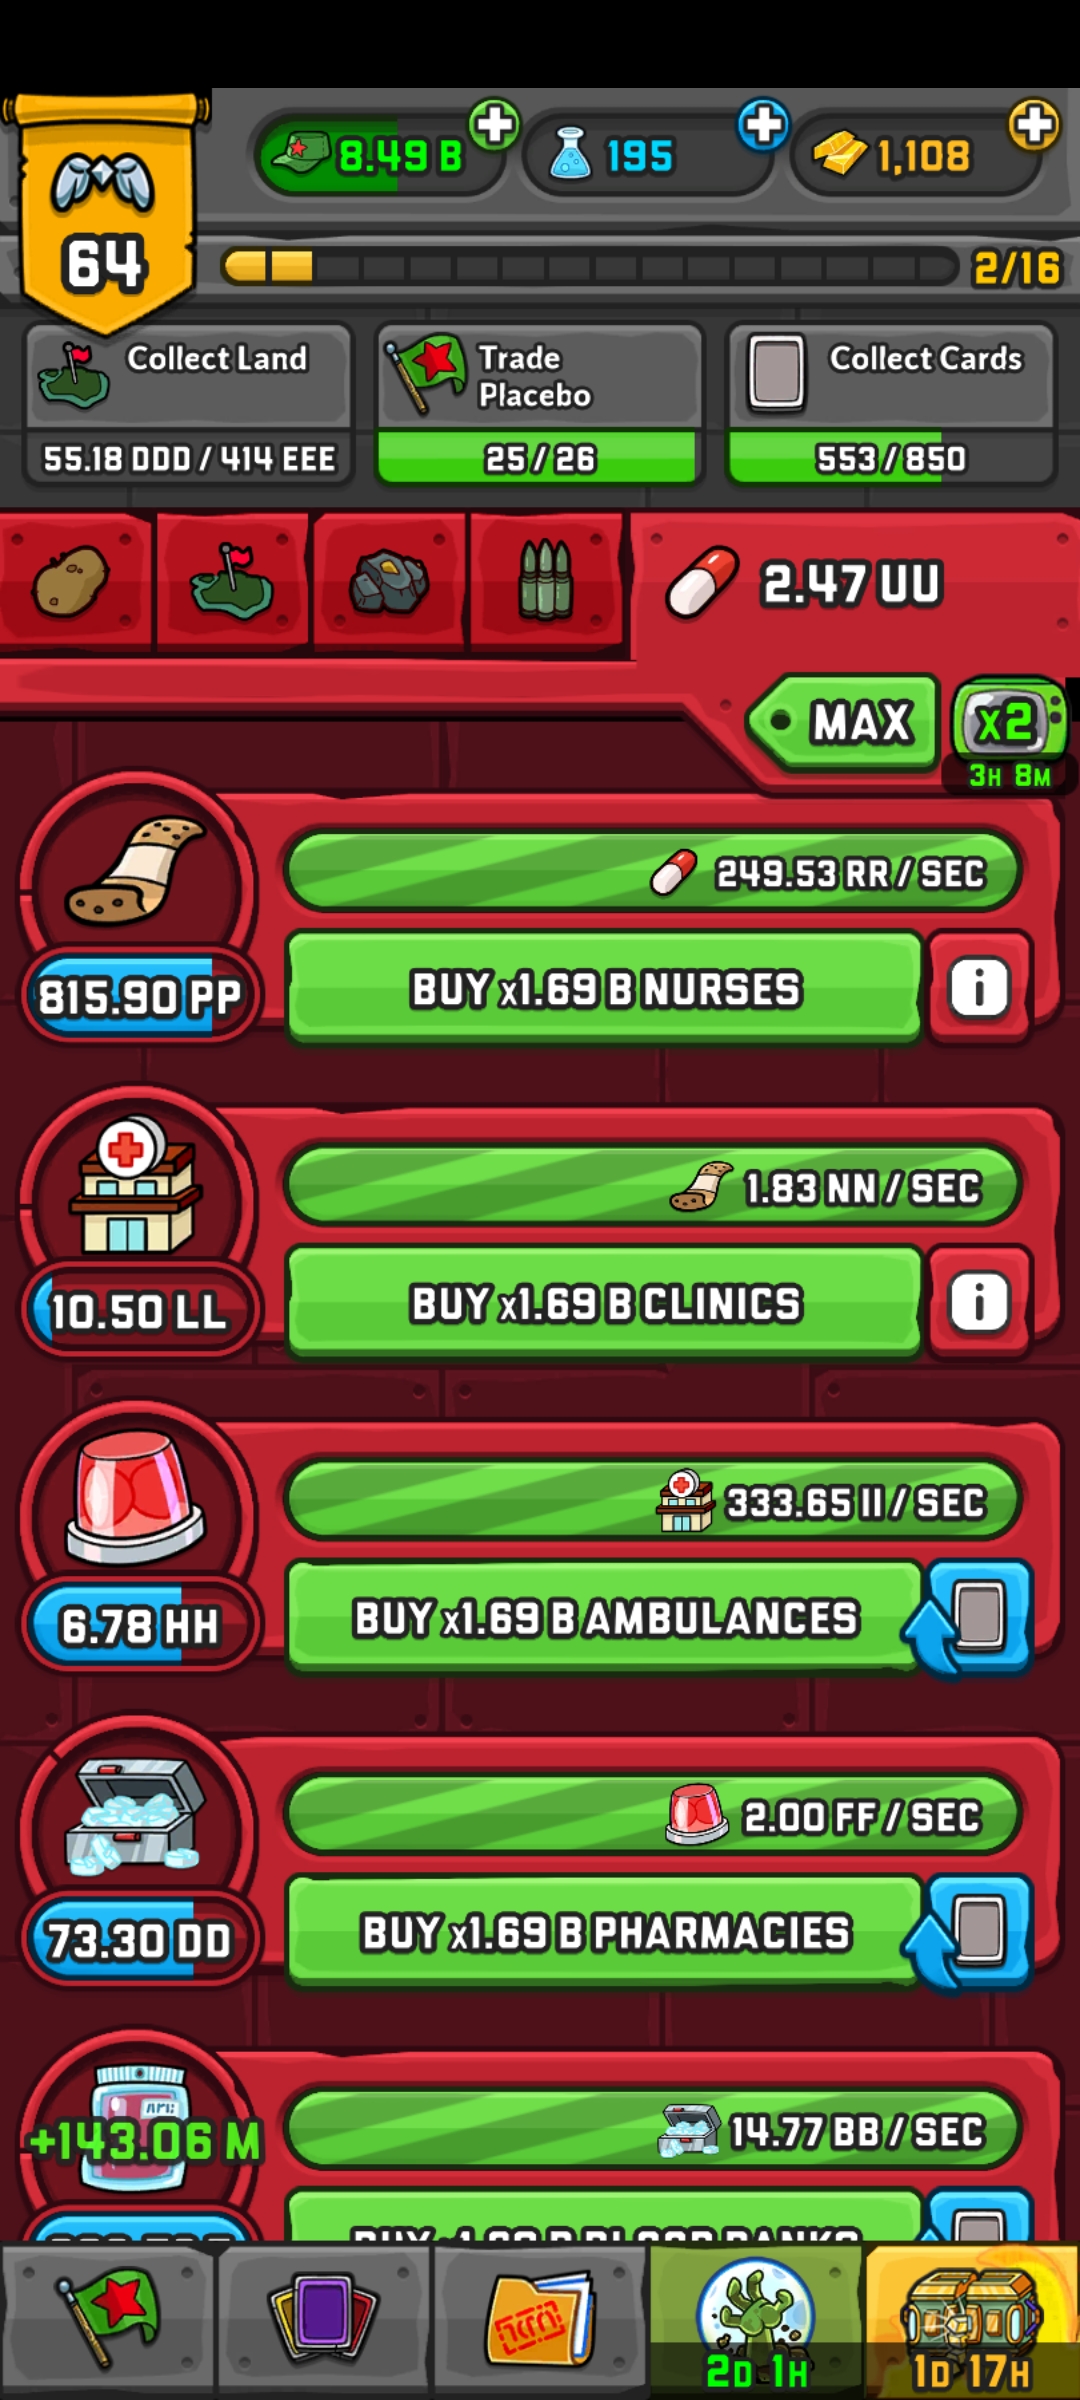 8.49 B
195
1,108
64
2/16
Collect Land
55.18 DDD / 414 EEE
Trade
Placebo
25 / 26
Collect Cards
553 / 850
2.47 UU
MAX
x2
3H 8M
249.53 RR / SEC
815.90 PP
BUY x1.69 B NURSES
i
1.83 NN / SEC
10.50 LL
BUY x1.69 B CLINICS
i
333.65 II / SEC
6.78 HH
BUY x1.69 B AMBULANCES
2.00 FF / SEC
73.30 DD
BUY x1.69 B PHARMACIES
+143.06 M
14.77 BB / SEC
2D 1H
1D 17H